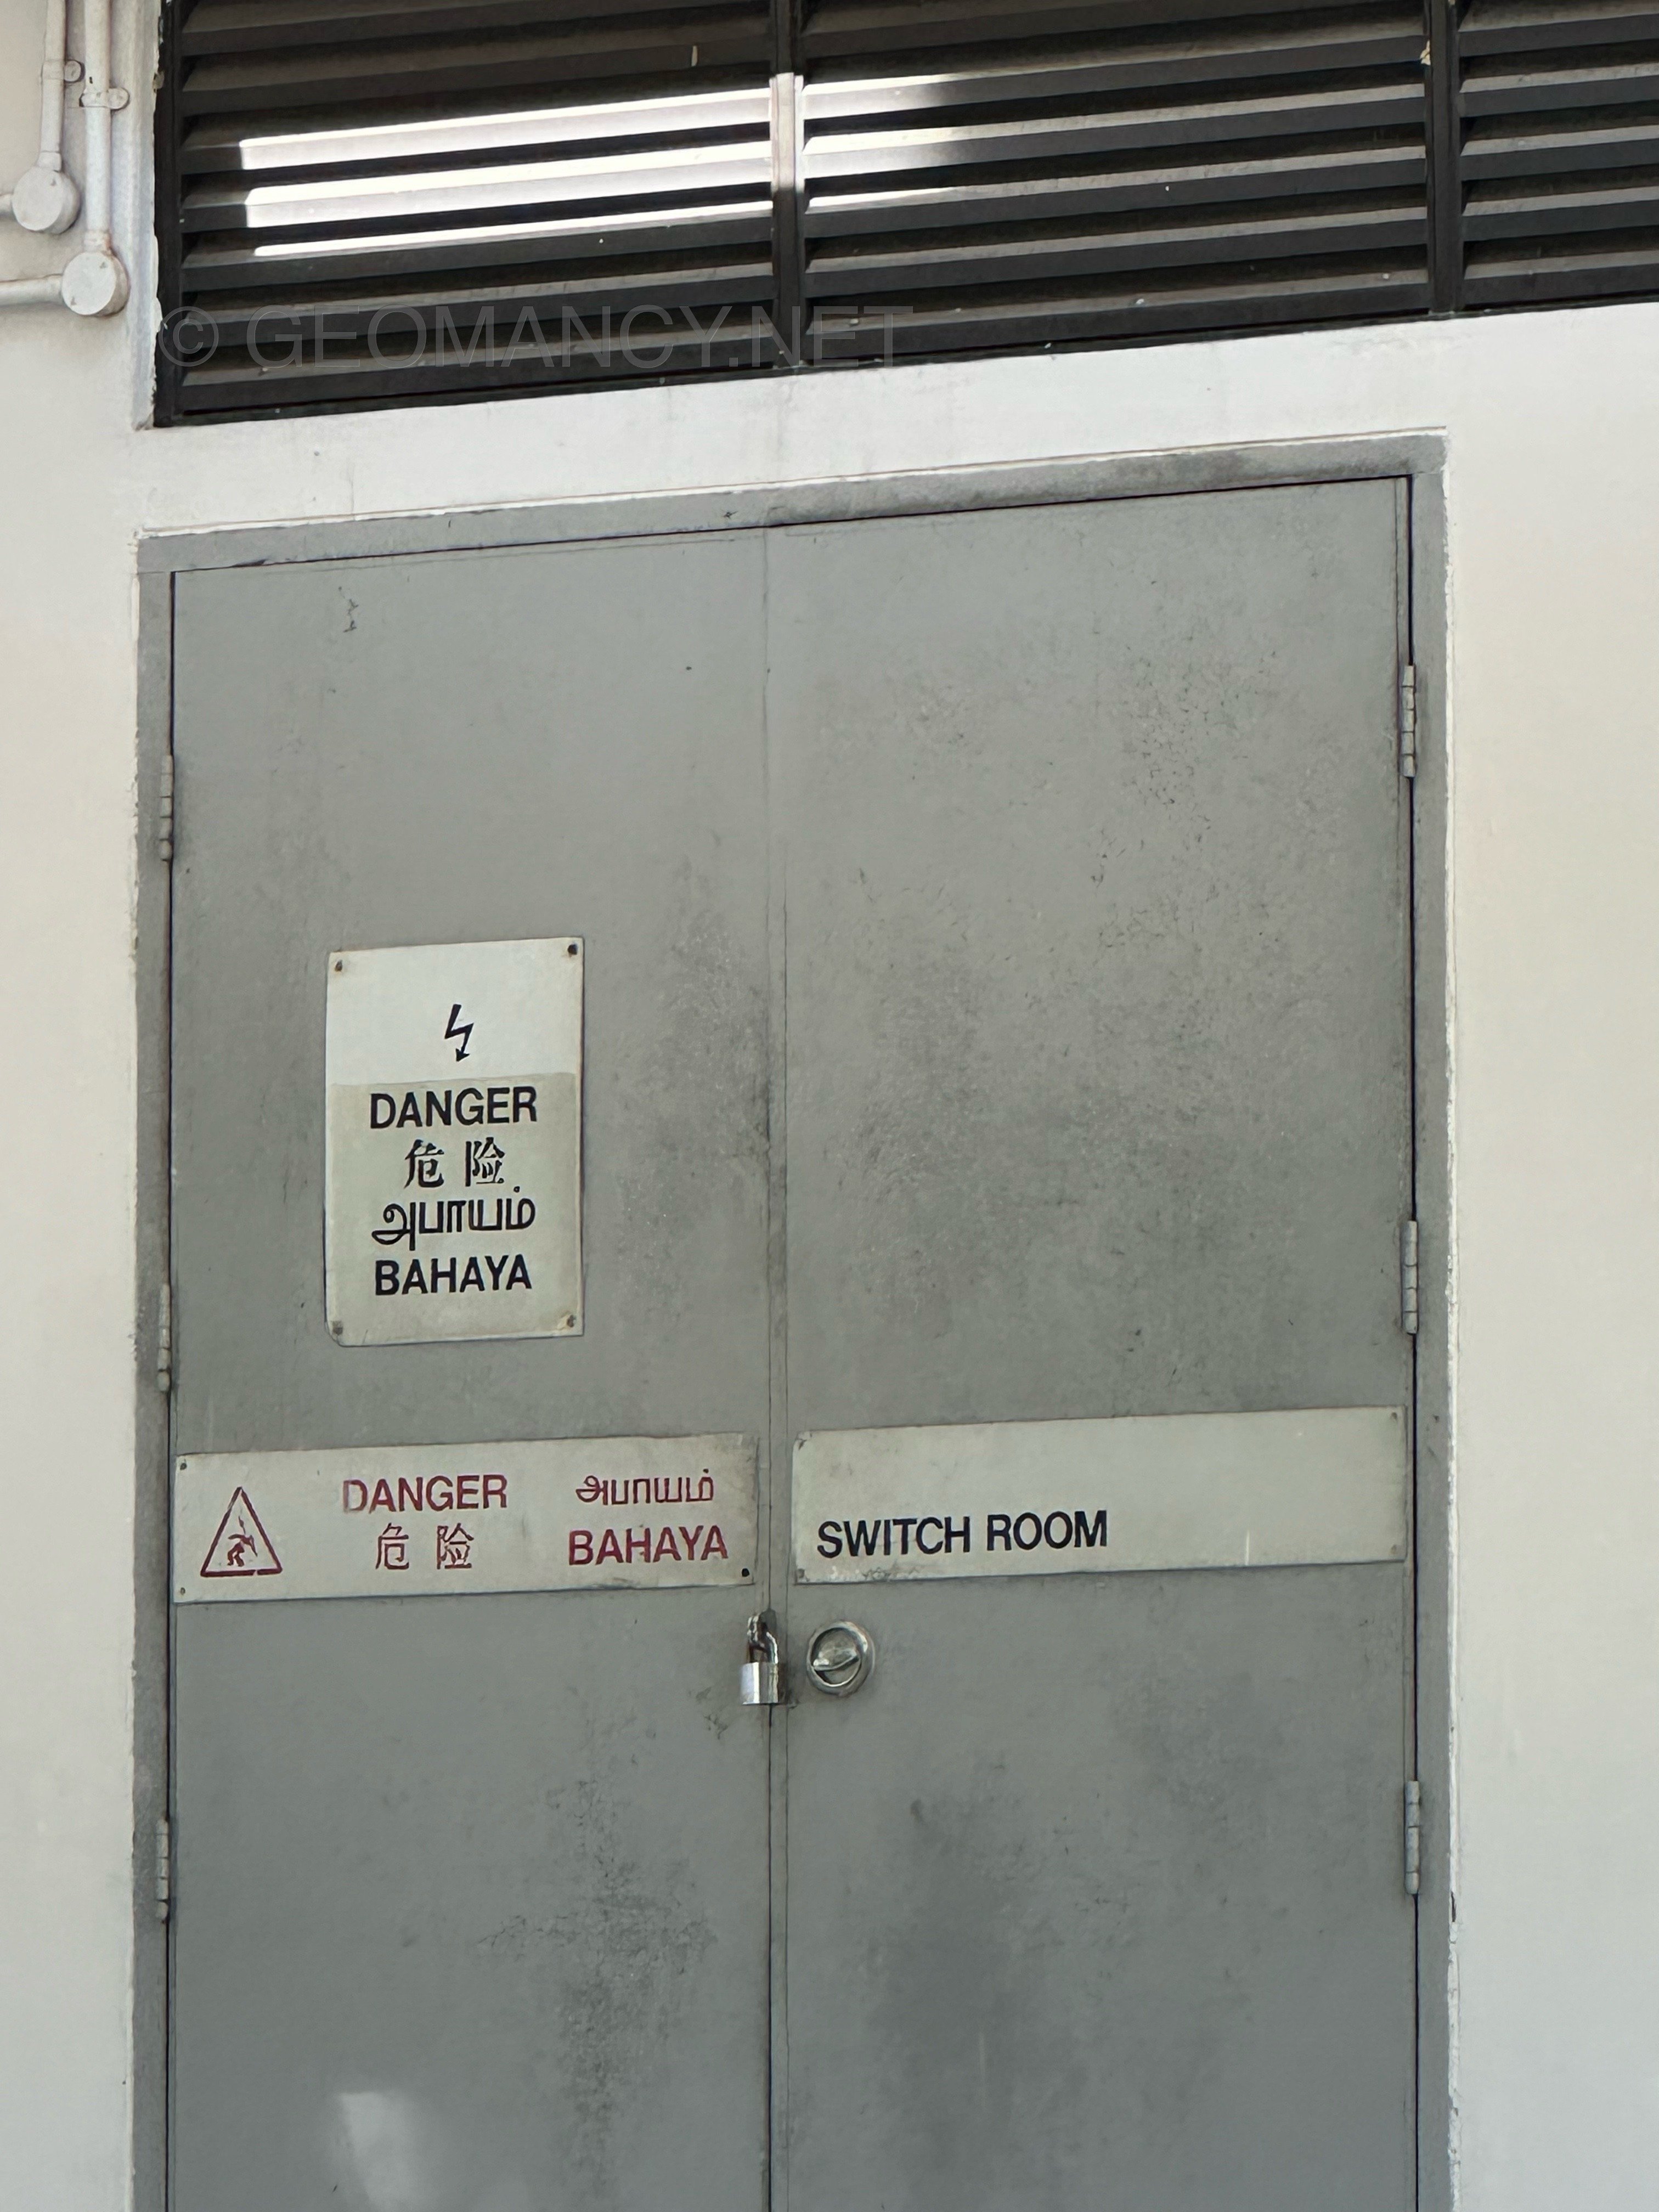 © GEOMANCY.NET
DANGER
危险
அபாயம்
BAHAYA
DANGER அபாயம்
危险 BAHAYA
SWITCH ROOM